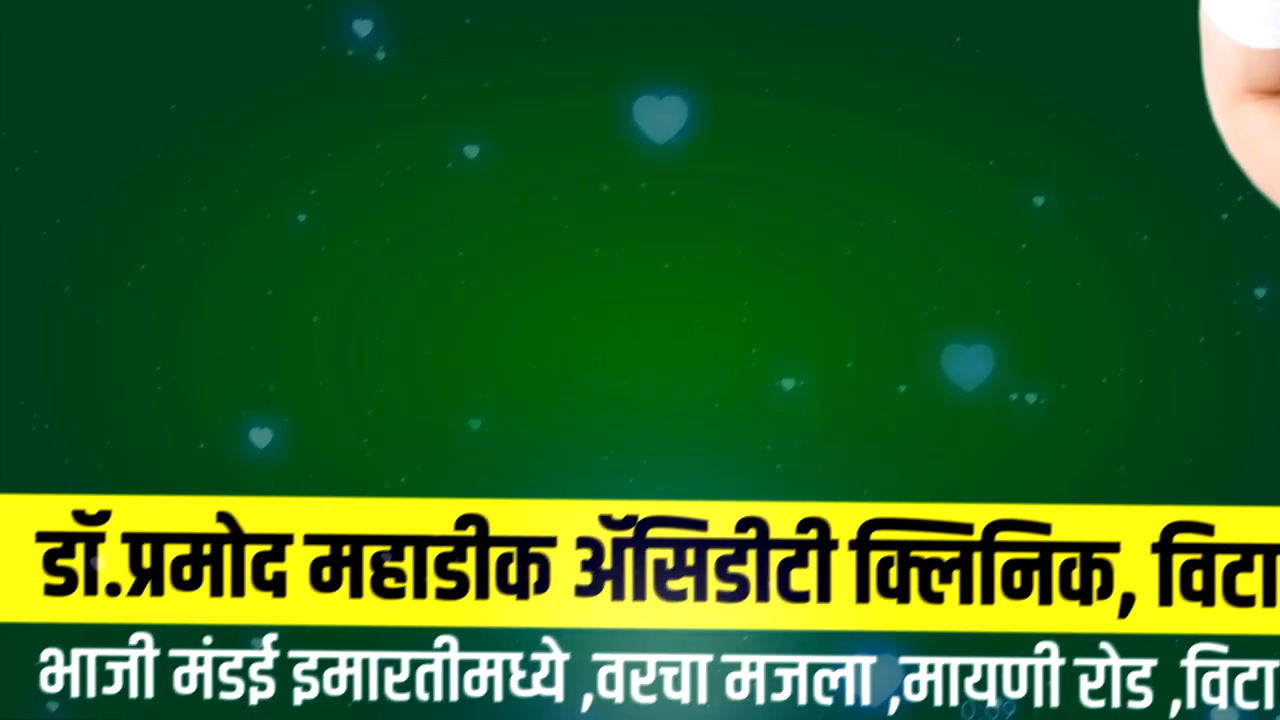 डॉ.प्रमोद महाडीक ॲसिडीटी क्लिनिक, विटा
भाजी मंडई इमारतीमध्ये ,वरचा मजला ,मायणी रोड ,विटा